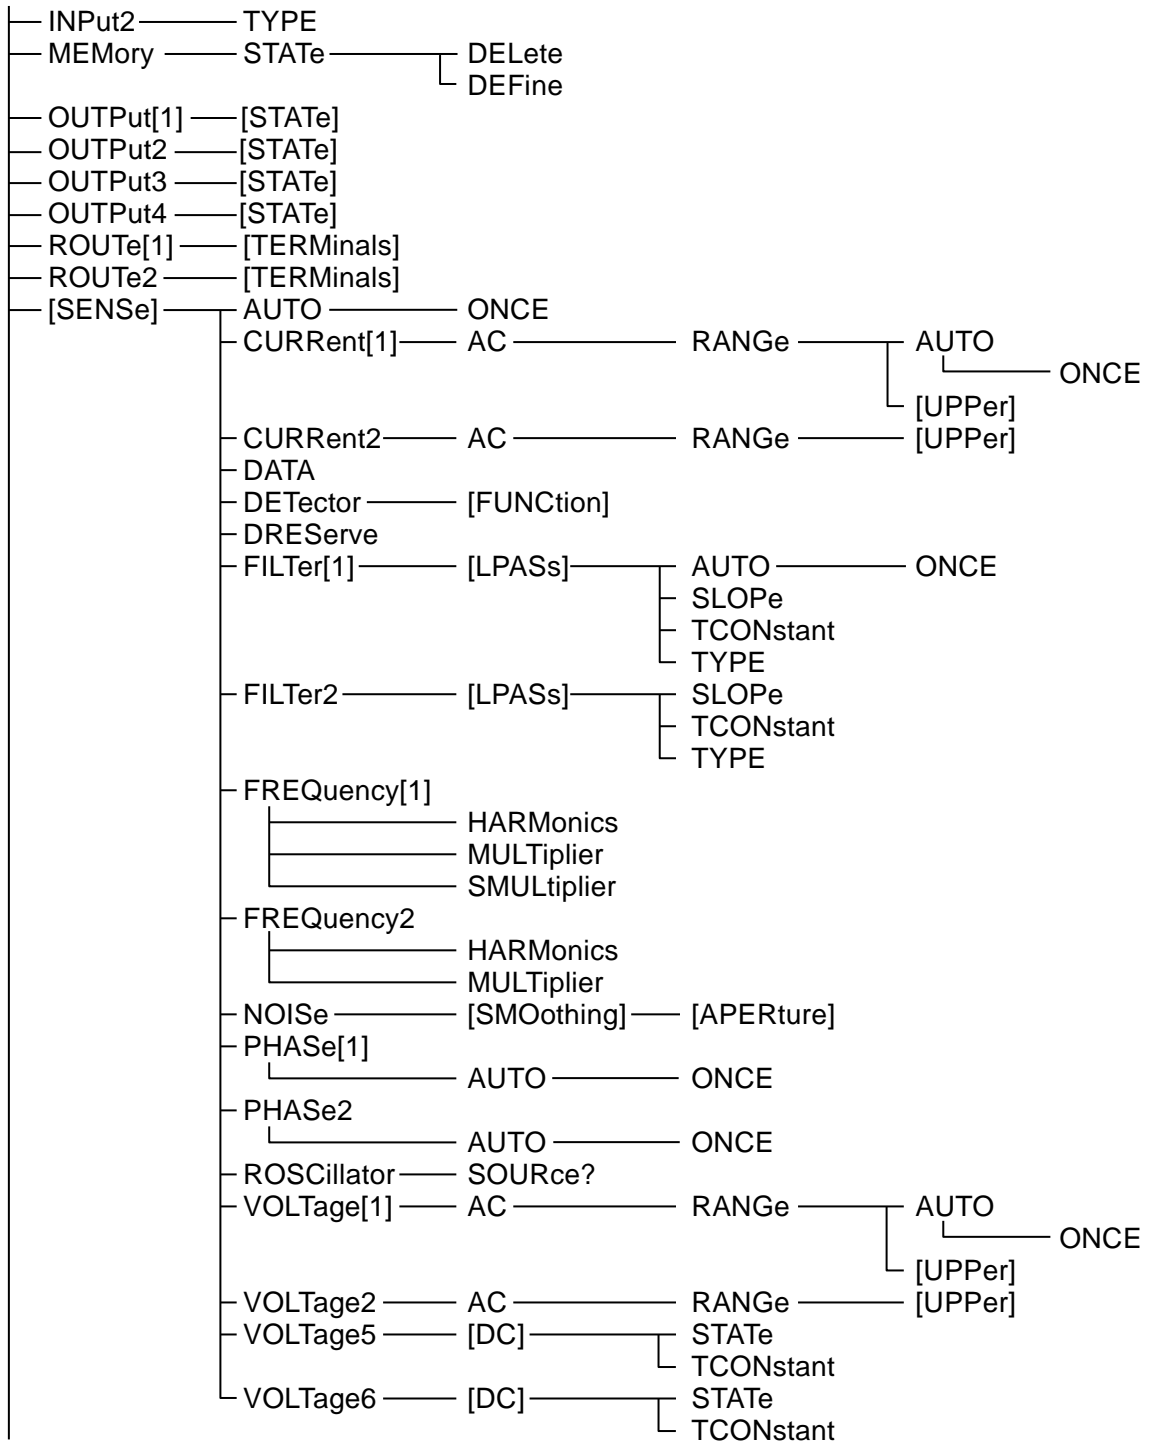 INPut2 TYPE
MEMory STATe DELete
DEFine
OUTPut[1] [STATe]
OUTPut2 [STATe]
OUTPut3 [STATe]
OUTPut4 [STATe]
ROUTe[1] [TERMinals]
ROUTe2 [TERMinals]
[SENSe] AUTO ONCE
CURRent[1] AC RANGe AUTO
ONCE
[UPPer]
CURRent2 AC RANGe [UPPer]
DATA
DETector [FUNCtion]
DREServe
FILTer[1] [LPASs] AUTO ONCE
SLOPe
TCONstant
TYPE
FILTer2 [LPASs] SLOPe
TCONstant
TYPE
FREQuency[1]
HARMonics
MULTiplier
SMULtiplier
FREQuency2
HARMonics
MULTiplier
NOISe [SMOothing] [APERture]
PHASe[1]
AUTO ONCE
PHASe2
AUTO ONCE
ROSCillator SOURce?
VOLTage[1] AC RANGe AUTO
ONCE
[UPPer]
VOLTage2 AC RANGe [UPPer]
VOLTage5 [DC] STATe
TCONstant
VOLTage6 [DC] STATe
TCONstant